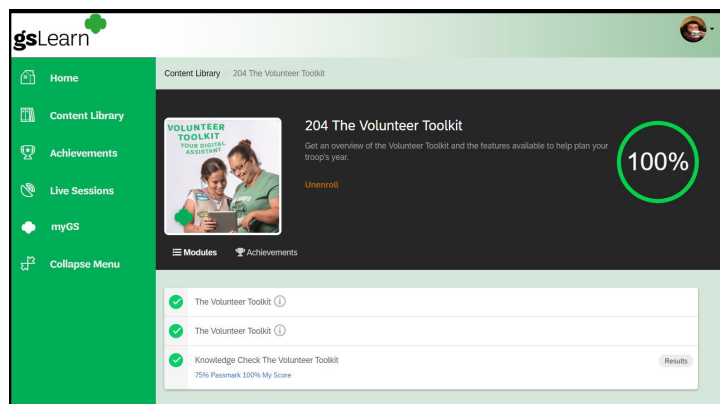 gsLearn
Home
Content Library
Achievements
Live Sessions
myGS
Collapse Menu
Content Library / 204 The Volunteer Toolkit
VOLUNTEER
TOOLKIT
YOUR DIGITAL
ASSISTANT
204 The Volunteer Toolkit
Get an overview of the Volunteer Toolkit and the features available to help plan your
troop's year.
Unenroll
100%
Modules
Achievements
The Volunteer Toolkit
The Volunteer Toolkit
Knowledge Check The Volunteer Toolkit
75% Passmark 100% My Score
Results